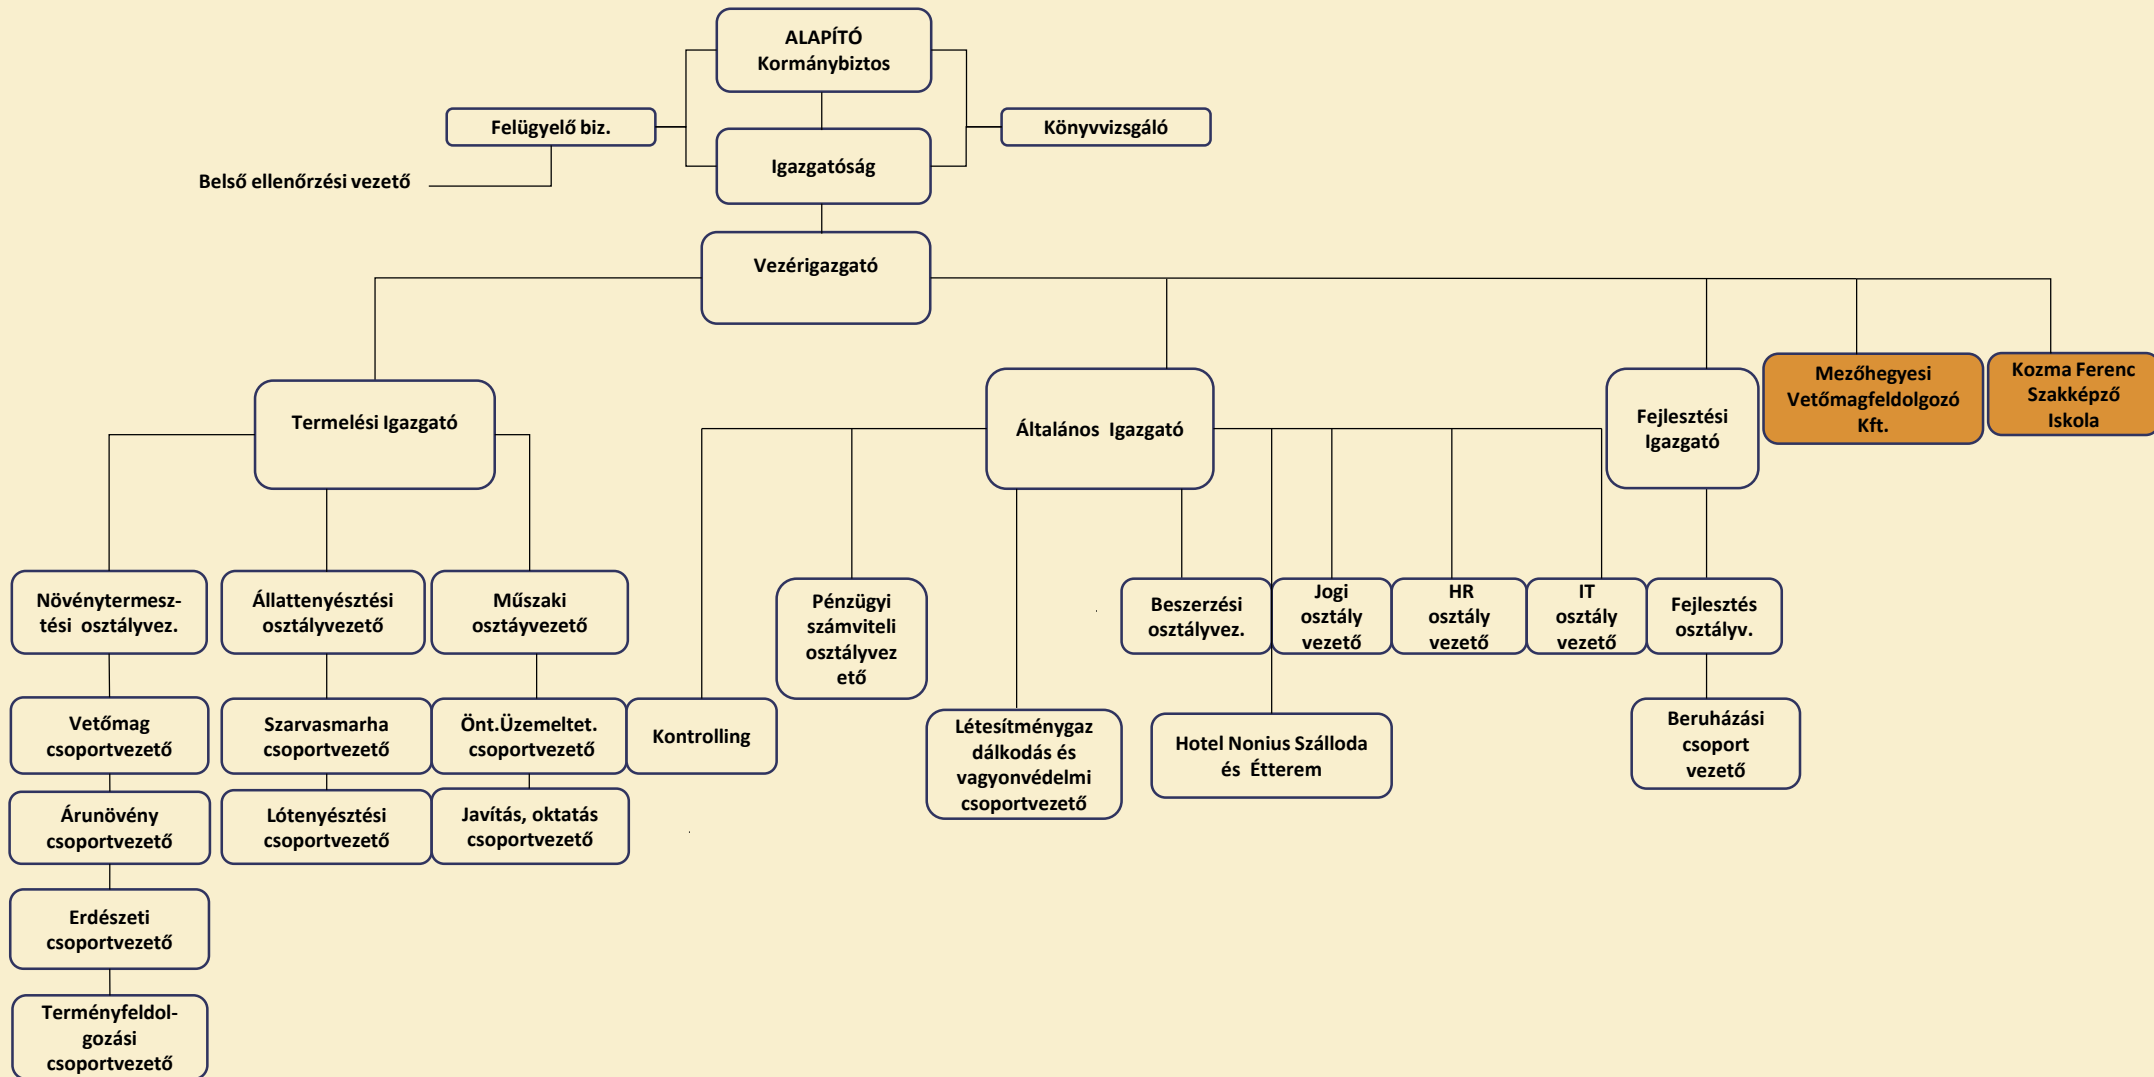 ALAPÍTÓ
Kormánybiztos
Felügyelő biz.
Könyvvizsgáló
Igazgatóság
Belső ellenőrzési vezető
Vezérigazgató
Termelési Igazgató
Általános Igazgató
Fejlesztési
Igazgató
Mezőhegyesi
Vetőmagfeldolgozó
Kft.
Kozma Ferenc
Szakképző
Iskola
Növénytermesz-
tési osztályvez.
Állattenyésztési
osztályvezető
Műszaki
osztáyvezető
Pénzügyi
számviteli
osztályvez
ető
Beszerzési
osztályvez.
Jogi
osztály
vezető
HR
osztály
vezető
IT
osztály
vezető
Fejlesztés
osztályv.
Vetőmag
csoportvezető
Szarvasmarha
csoportvezető
Önt.Üzemeltet.
csoportvezető
Kontrolling
Létesítménygaz
dálkodás és
vagyonvédelmi
csoportvezető
Hotel Nonius Szálloda
és Étterem
Beruházási
csoport
vezető
Árunövény
csoportvezető
Lótenyésztési
csoportvezető
Javítás, oktatás
csoportvezető
Erdészeti
csoportvezető
Terményfeldol-
gozási
csoportvezető